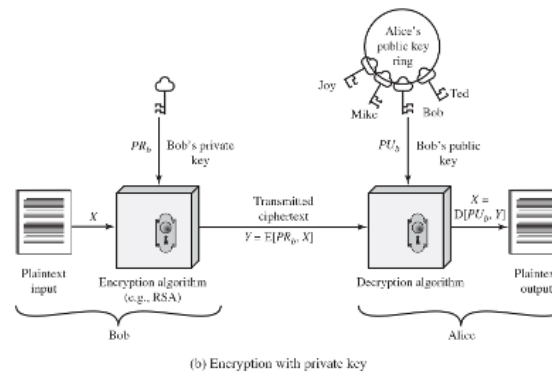 Alice's
public key
ring
Joy
Mike
Bob
Ted
PR_b
Bob's private
key
PU_b
Bob's public
key
X
Transmitted
ciphertext
Y = E[PR_b, X]
X =
D[PU_b, Y]
Plaintext
input
Encryption algorithm
(e.g., RSA)
Decryption algorithm
Plaintext
output
Bob
Alice
(b) Encryption with private key